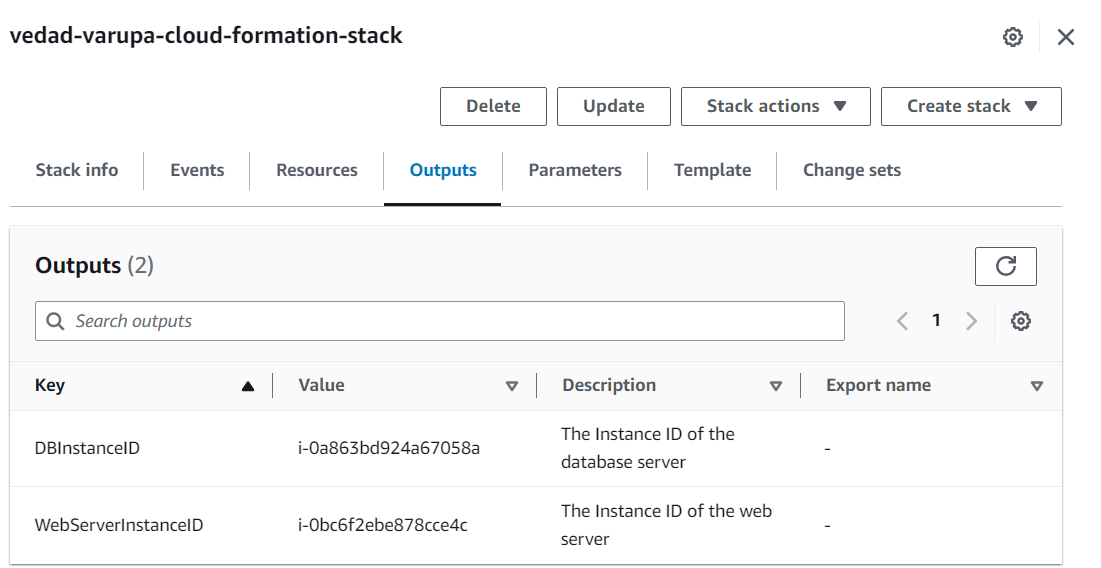 vedad-varupa-cloud-formation-stack
Delete
Update
Stack actions
Create stack
Stack info
Events
Resources
Outputs
Parameters
Template
Change sets
Outputs (2)
Search outputs
1
Key
Value
Description
Export name
DBInstanceID
i-0a863bd924a67058a
The Instance ID of the
database server
-
WebServerInstanceID
i-0bc6f2ebe878cce4c
The Instance ID of the web
server
-